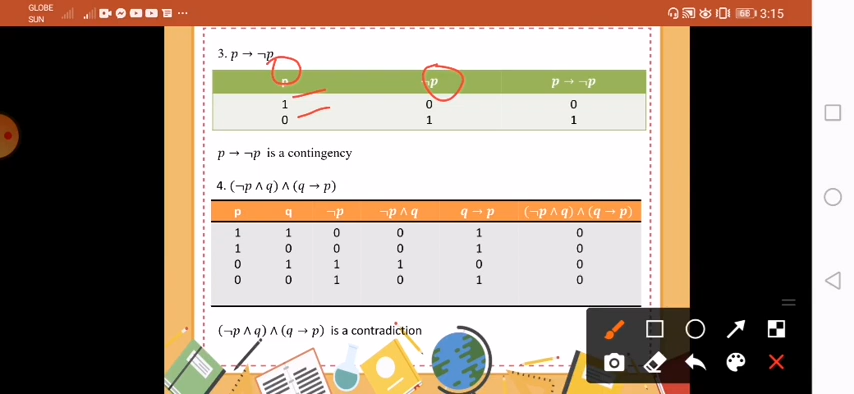 GLOBE
SUN
68
3:15
3. p → ¬p
p ¬p p → ¬p
1 0 0
0 1 1
p → ¬p is a contingency
4. (¬p ∧ q) ∧ (q → p)
p q ¬p ¬p ∧ q q → p (¬p ∧ q) ∧ (q → p)
1 1 0 0 1 0
1 0 0 0 1 0
0 1 1 1 0 0
0 0 1 0 1 0
(¬p ∧ q) ∧ (q → p) is a contradiction